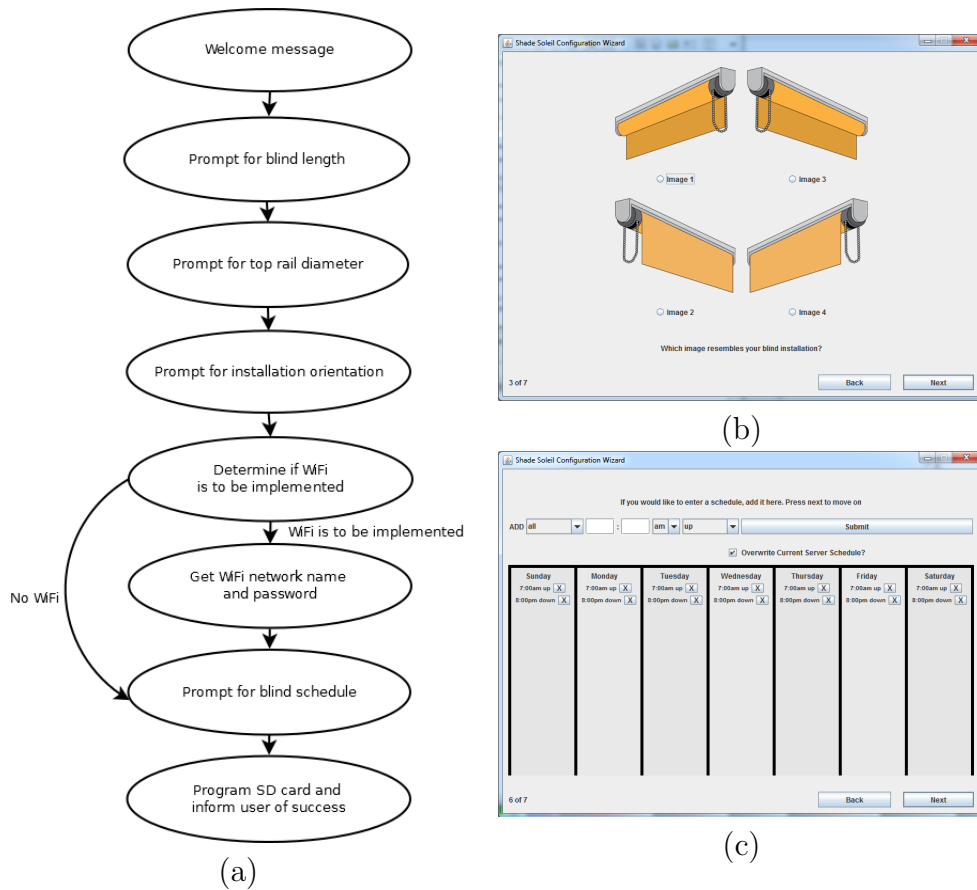 Welcome message
Prompt for blind length
Prompt for top rail diameter
Prompt for installation orientation
Determine if WiFi
is to be implemented
WiFi is to be implemented
No WiFi
Get WiFi network name
and password
Prompt for blind schedule
Program SD card and
inform user of success
(a)
Shade Soleil Configuration Wizard
Image 1
Image 3
Image 2
Image 4
Which image resembles your blind installation?
3 of 7
Back
Next
(b)
Shade Soleil Configuration Wizard
If you would like to enter a schedule, add it here. Press next to move on
ADD all : am up Submit
Overwrite Current Server Schedule?
Sunday Monday Tuesday Wednesday Thursday Friday Saturday
7:00am up X 7:00am up X 7:00am up X 7:00am up X 7:00am up X 7:00am up X 7:00am up X
8:00pm down X 8:00pm down X 8:00pm down X 8:00pm down X 8:00pm down X 8:00pm down X 8:00pm down X
6 of 7
Back
Next
(c)